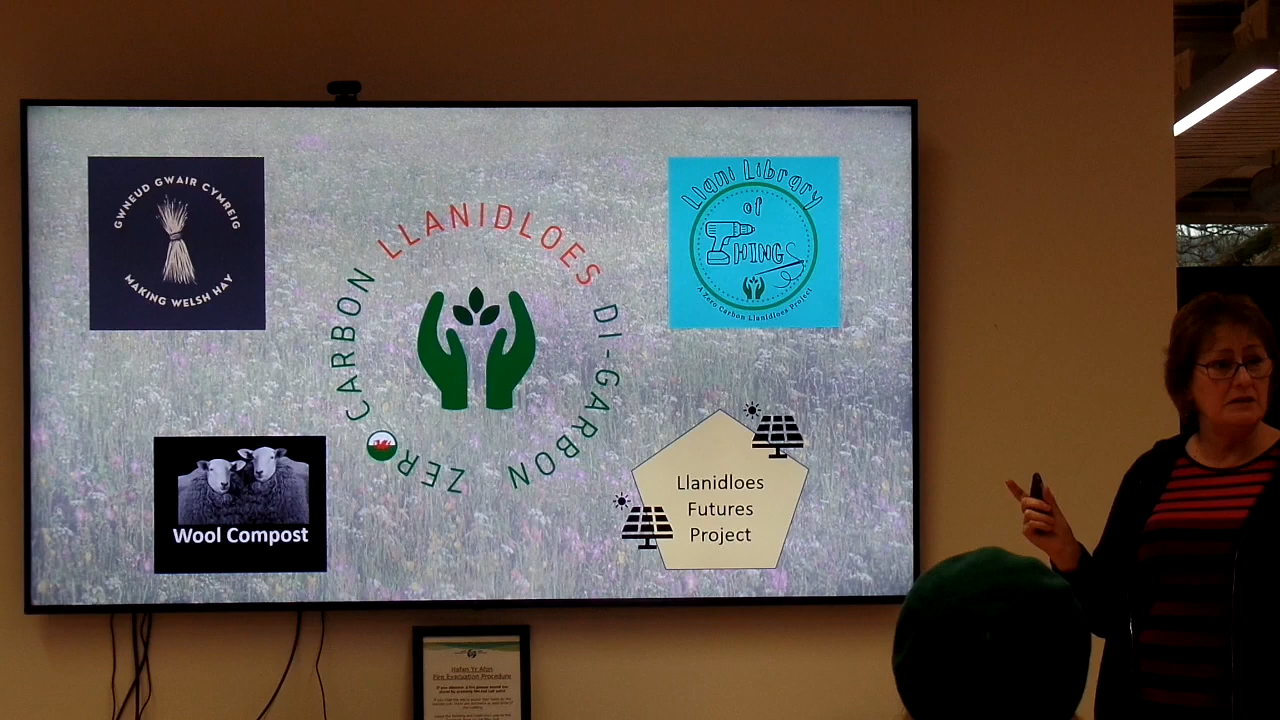 GWNEUD GWAIR CYMREIG
MAKING WELSH HAY
ZERO CARBON LLANIDLOES DI-GARBON
Llani Library
of
THINGS
A Zero Carbon Llanidloes Project
Wool Compost
Llanidloes
Futures
Project
Hafan Yr Afon
Fire Evacuation Procedure